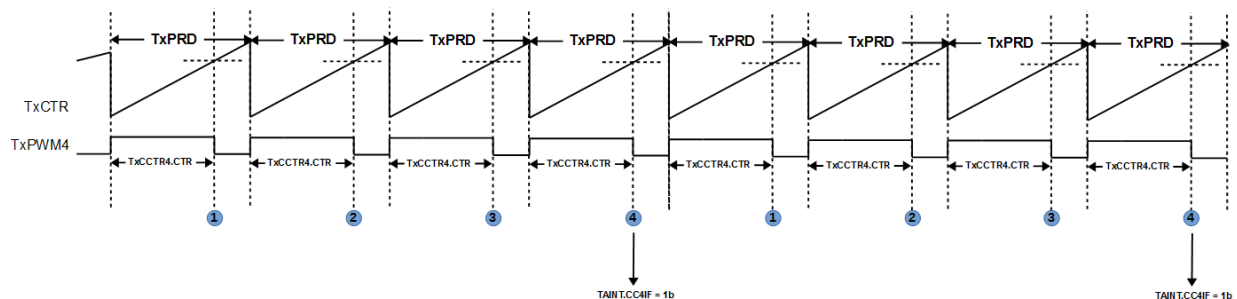 TxPRD TxPRD TxPRD TxPRD TxPRD TxPRD TxPRD TxPRD
TxCTR
TxPWM4
TxCCTR4.CTR TxCCTR4.CTR TxCCTR4.CTR TxCCTR4.CTR TxCCTR4.CTR TxCCTR4.CTR TxCCTR4.CTR TxCCTR4.CTR
1 2 3 4 1 2 3 4
TAINT.CC4IF = 1b TAINT.CC4IF = 1b